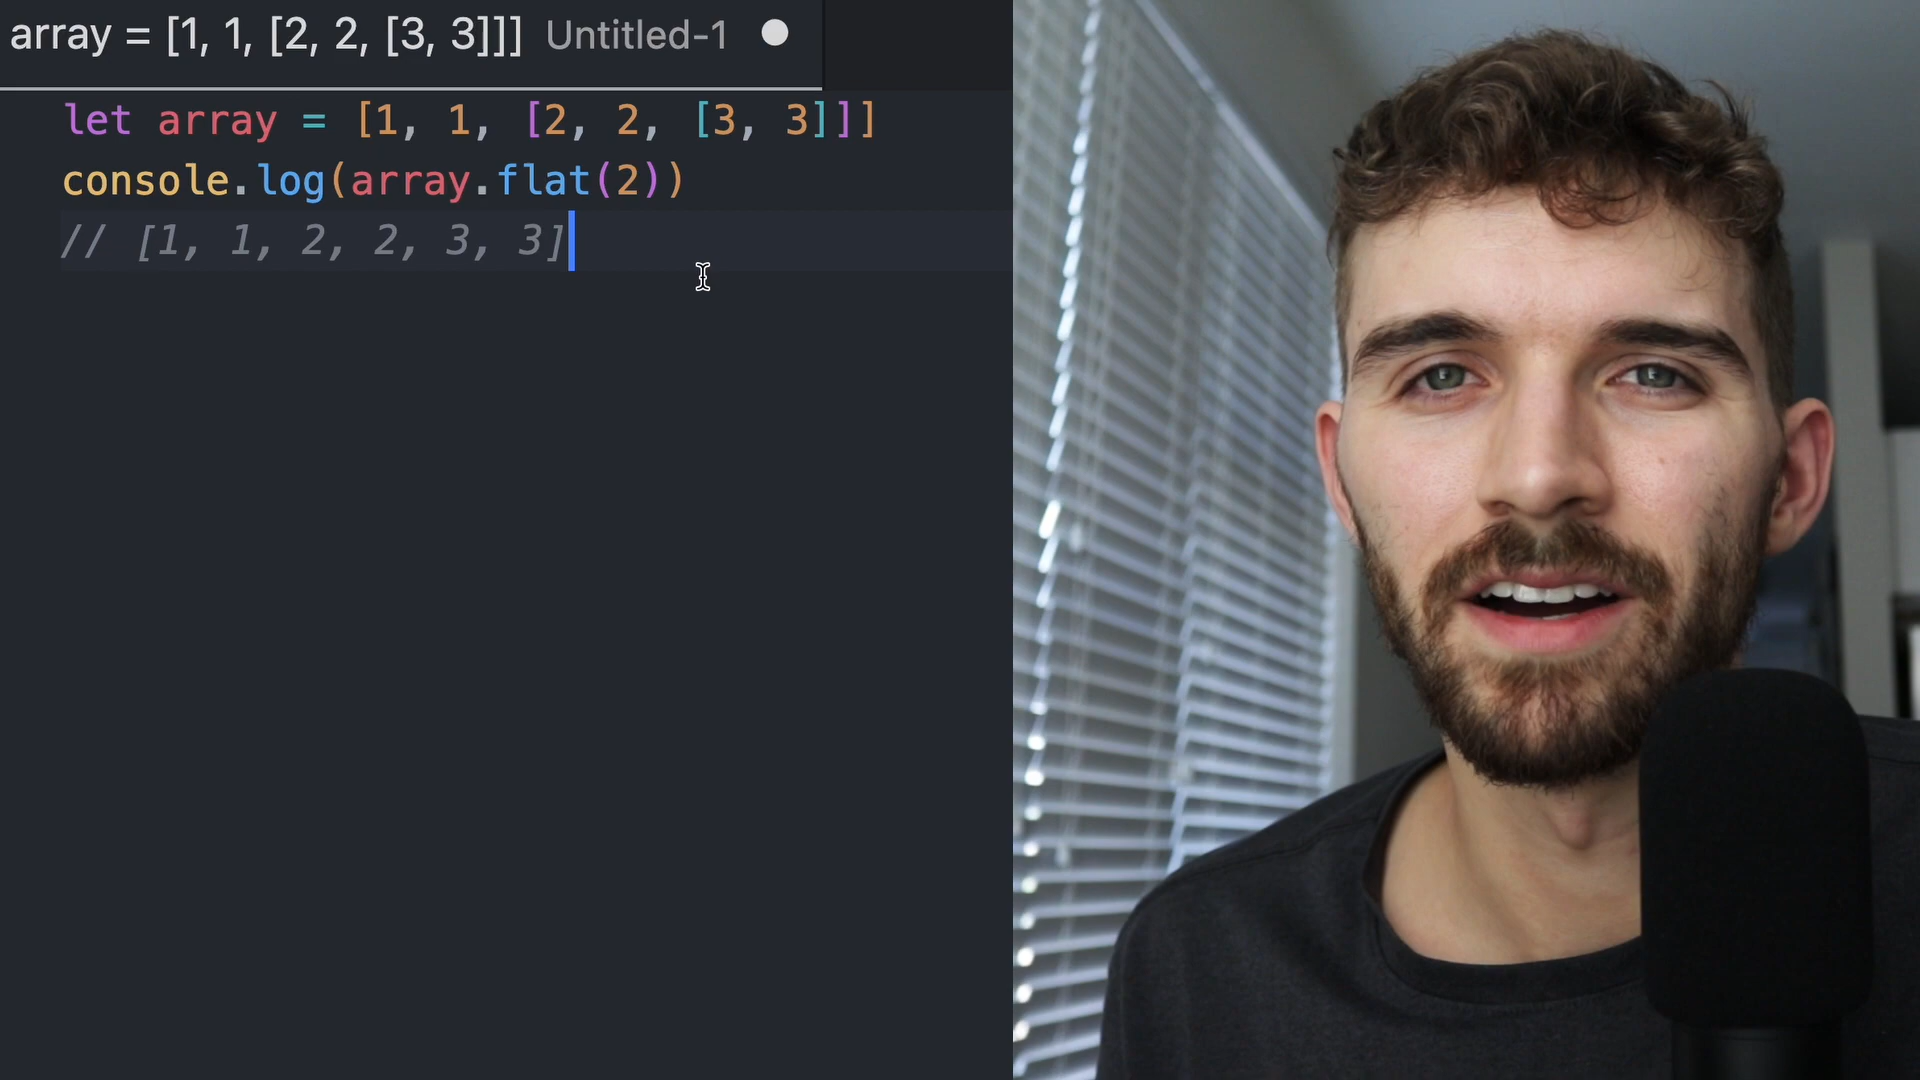 array = [1, 1, [2, 2, [3, 3]]] Untitled-1
let array = [1, 1, [2, 2, [3, 3]]]
console.log(array.flat(2))
// [1, 1, 2, 2, 3, 3]